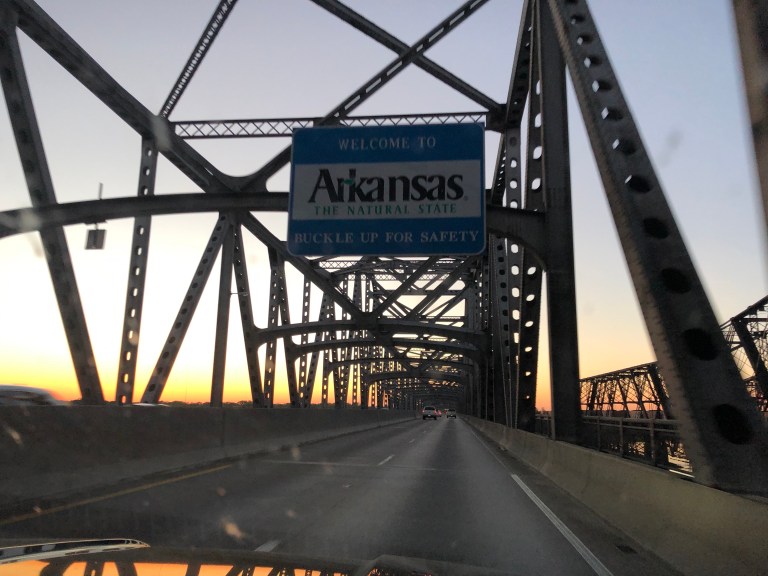 WELCOME TO
Arkansas
THE NATURAL STATE
BUCKLE UP FOR SAFETY